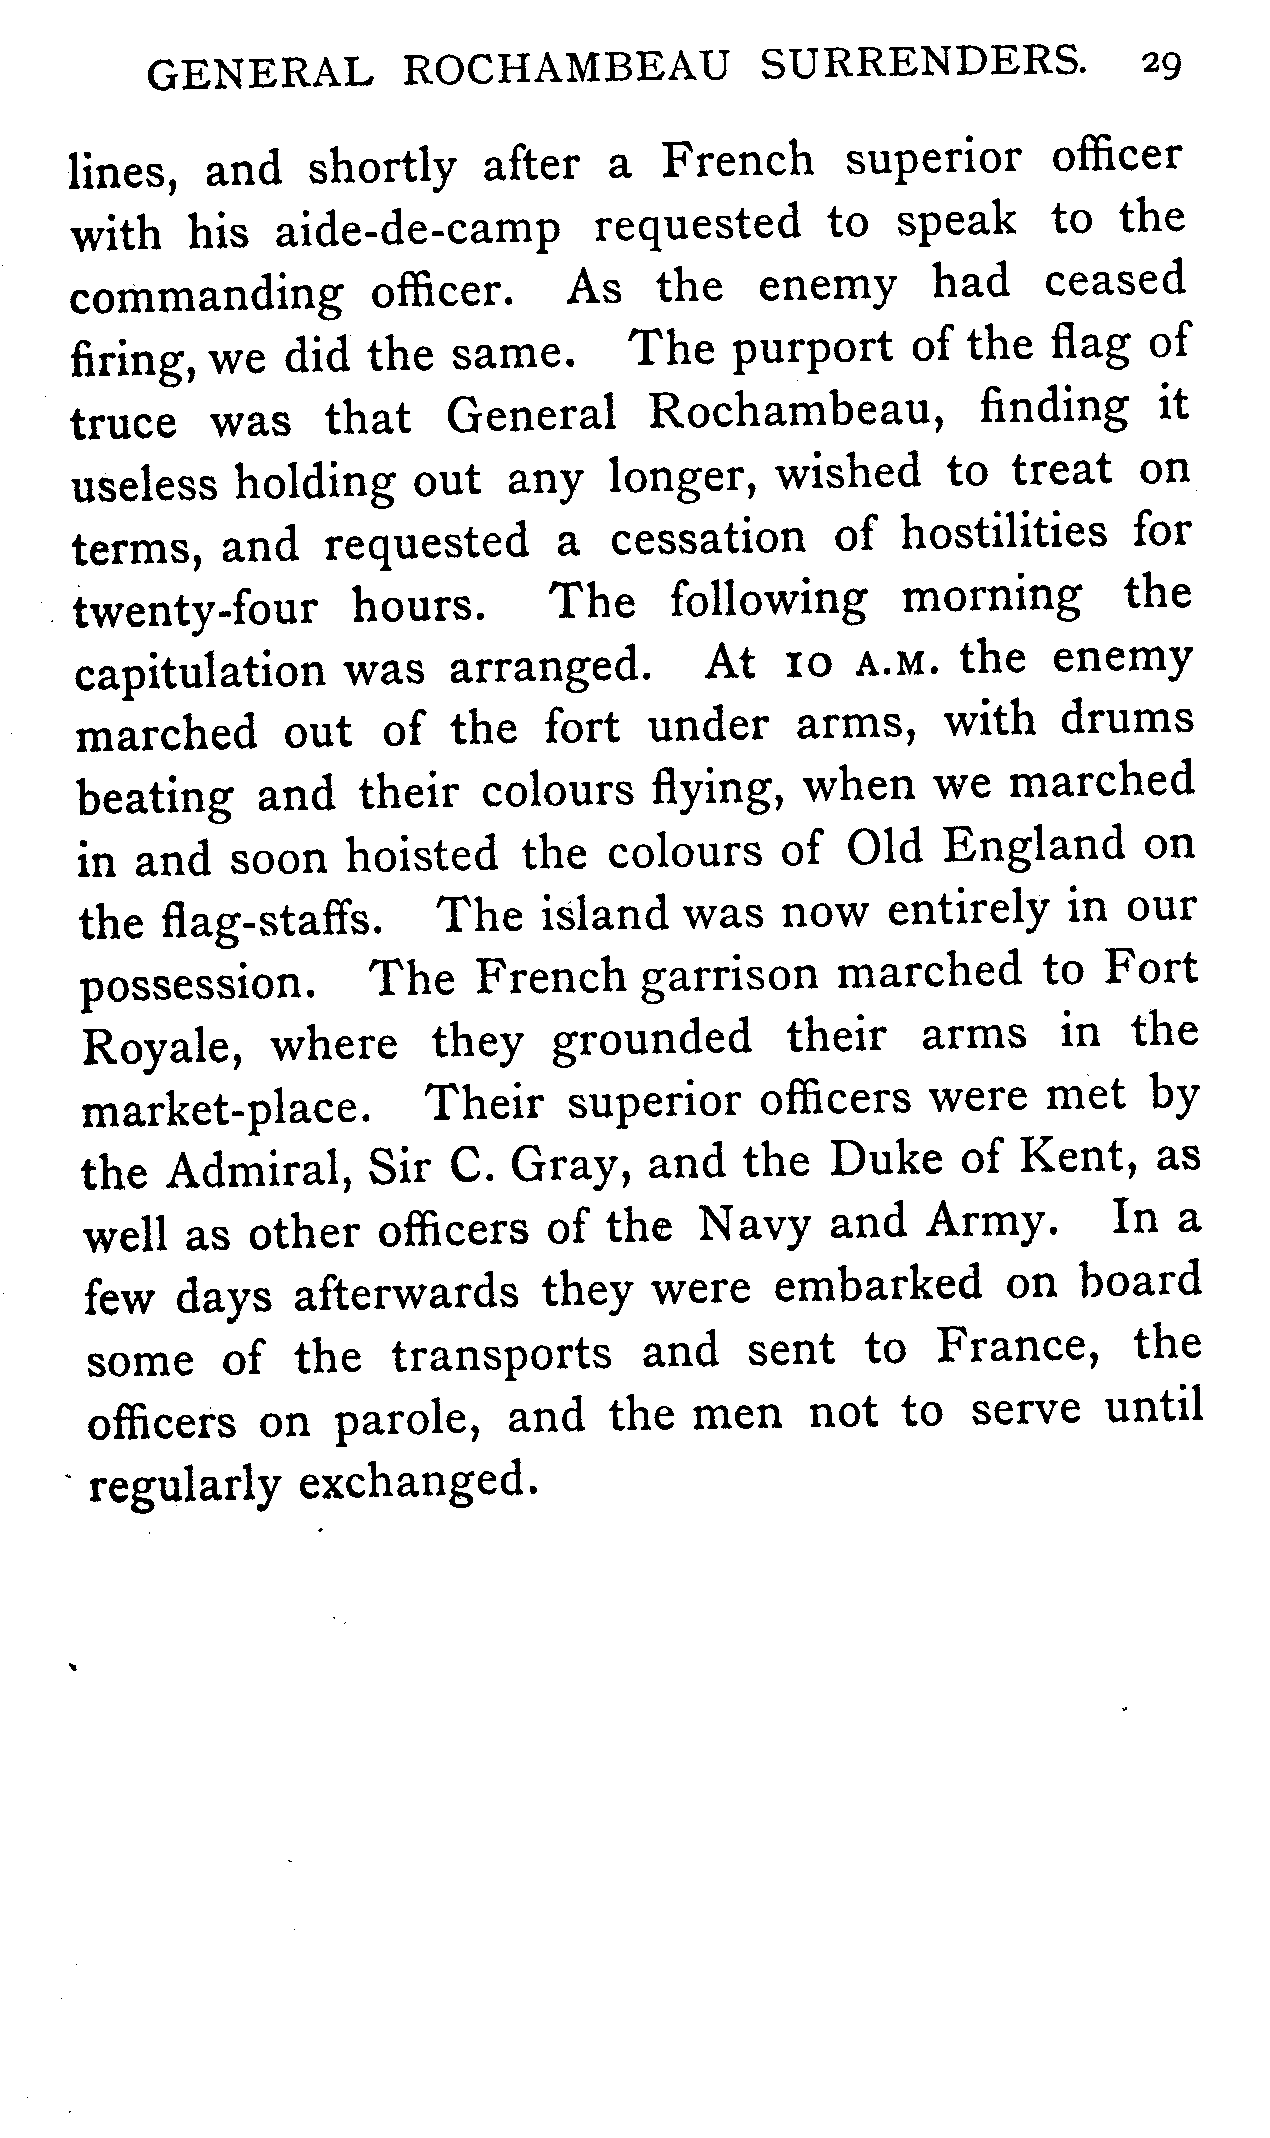 GENERAL ROCHAMBEAU SURRENDERS. 29
lines, and shortly after a French superior officer
with his aide-de-camp requested to speak to the
commanding officer. As the enemy had ceased
firing, we did the same. The purport of the flag of
truce was that General Rochambeau, finding it
useless holding out any longer, wished to treat on
terms, and requested a cessation of hostilities for
twenty-four hours. The following morning the
capitulation was arranged. At 10 A.M. the enemy
marched out of the fort under arms, with drums
beating and their colours flying, when we marched
in and soon hoisted the colours of Old England on
the flag-staffs. The island was now entirely in our
possession. The French garrison marched to Fort
Royale, where they grounded their arms in the
market-place. Their superior officers were met by
the Admiral, Sir C. Gray, and the Duke of Kent, as
well as other officers of the Navy and Army. In a
few days afterwards they were embarked on board
some of the transports and sent to France, the
officers on parole, and the men not to serve until
regularly exchanged.